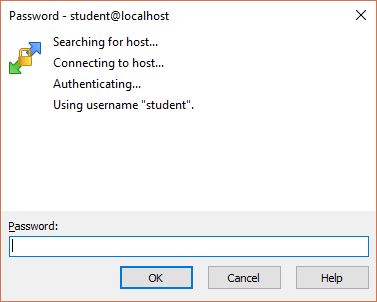 Password - student@localhost
Searching for host...
Connecting to host...
Authenticating...
Using username "student".
Password:
OK Cancel Help